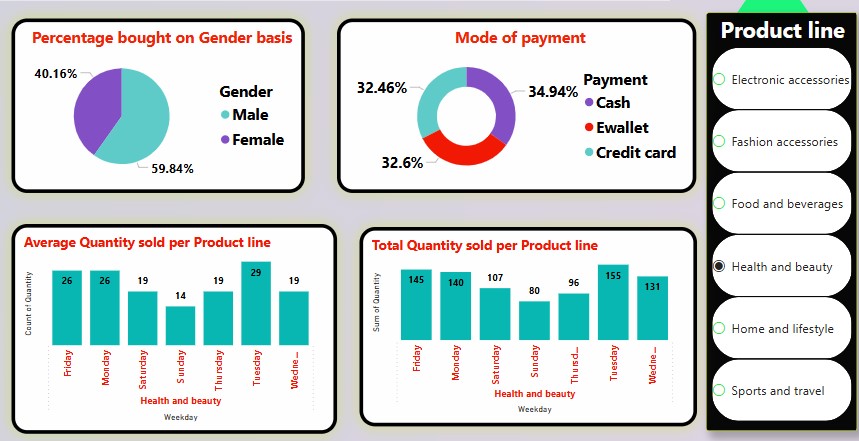 Percentage bought on Gender basis
40.16%
59.84%
Gender
Male
Female
Mode of payment
32.46%
34.94%
32.6%
Payment
Cash
Ewallet
Credit card
Product line
Electronic accessories
Fashion accessories
Food and beverages
Health and beauty
Home and lifestyle
Sports and travel
Average Quantity sold per Product line
Count of Quantity
26 26 19 14 19 29 19
Friday Monday Saturday Sunday Thursday Tuesday Wedne...
Health and beauty
Weekday
Total Quantity sold per Product line
Sum of Quantity
145 140 107 80 96 155 131
Friday Monday Saturday Sunday Thursd... Tuesday Wedne...
Health and beauty
Weekday